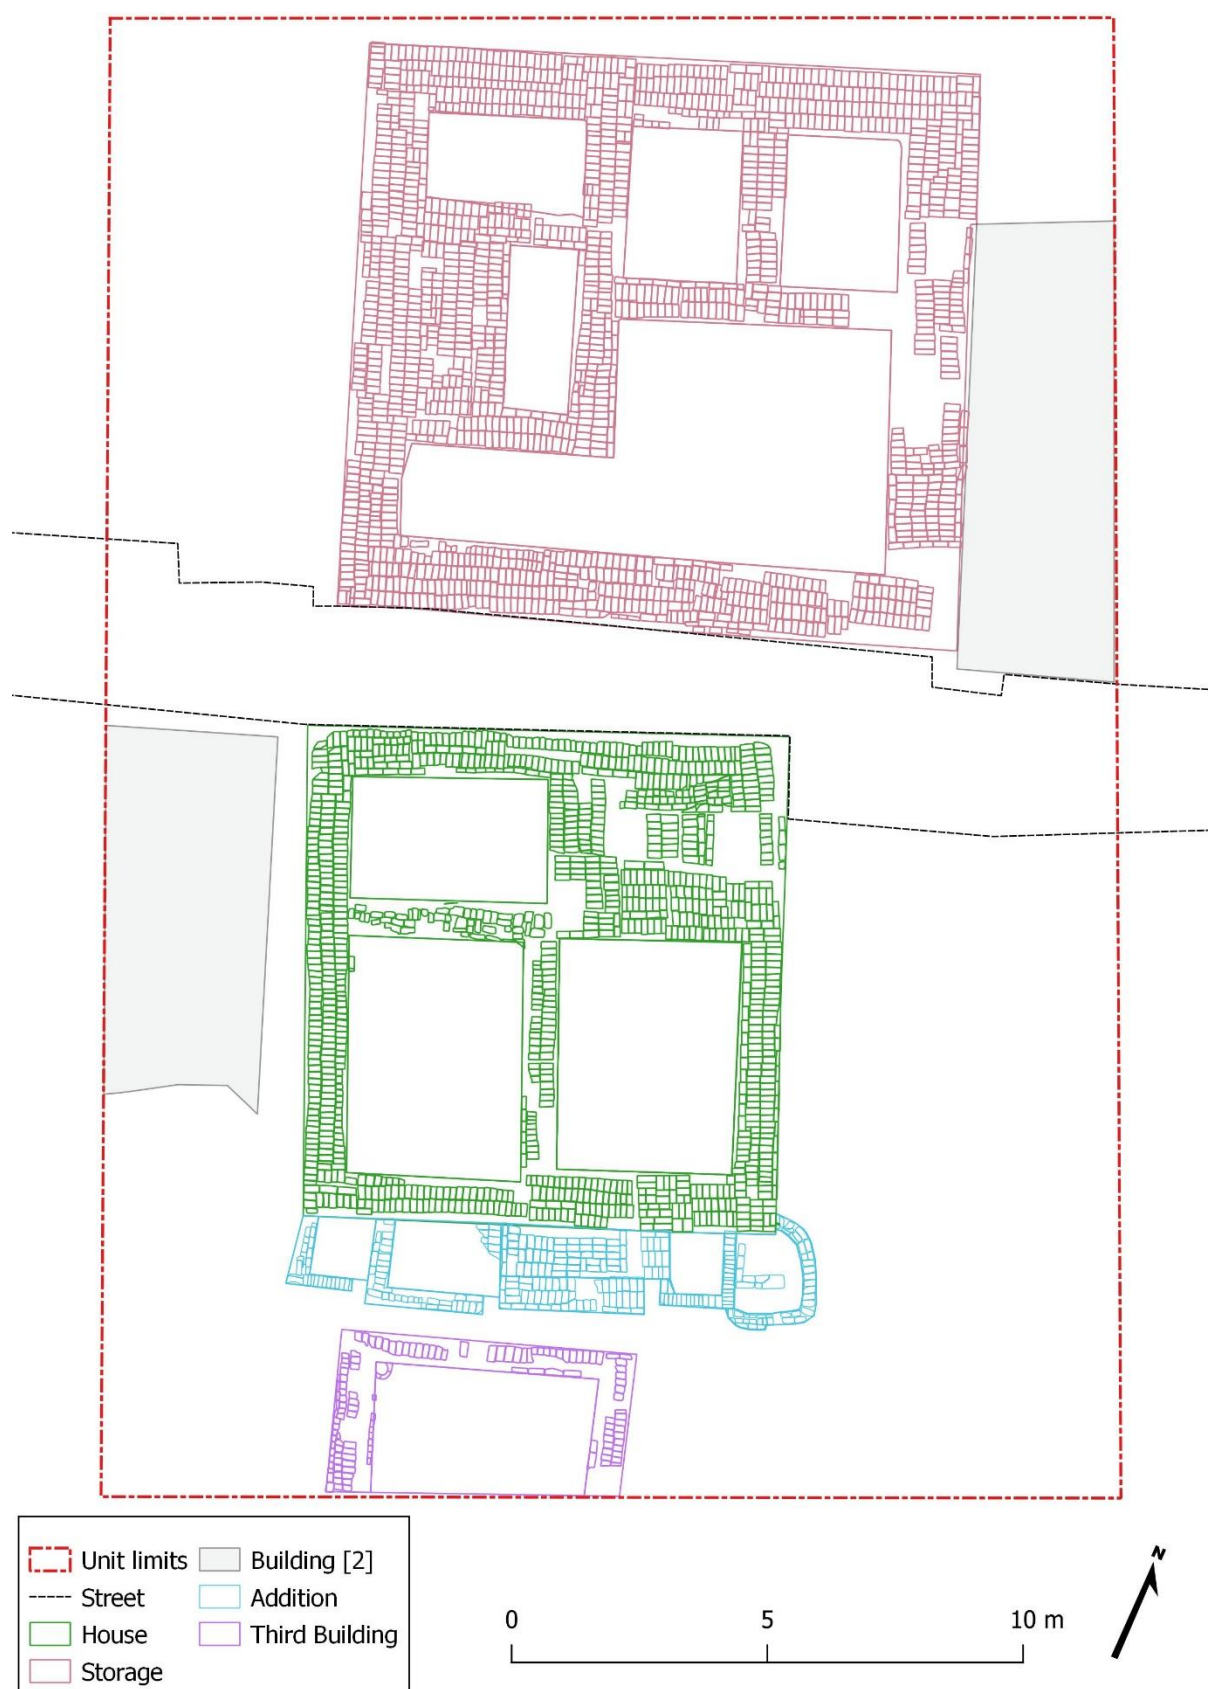 Unit limits
Building [2]
Street
Addition
House
Third Building
Storage
0 5 10 m
N